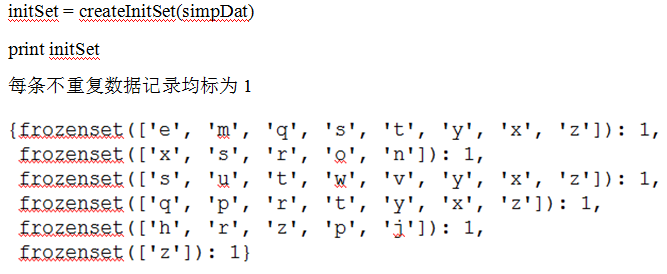 initSet = createInitSet(simpDat)
print initSet
每条不重复数据记录均标为 1
{frozenset(['e', 'm', 'q', 's', 't', 'y', 'x', 'z']): 1,
frozenset(['x', 's', 'r', 'o', 'n']): 1,
frozenset(['s', 'u', 't', 'w', 'v', 'y', 'x', 'z']): 1,
frozenset(['q', 'p', 'r', 't', 'y', 'x', 'z']): 1,
frozenset(['h', 'r', 'z', 'p', 'j']): 1,
frozenset(['z']): 1}